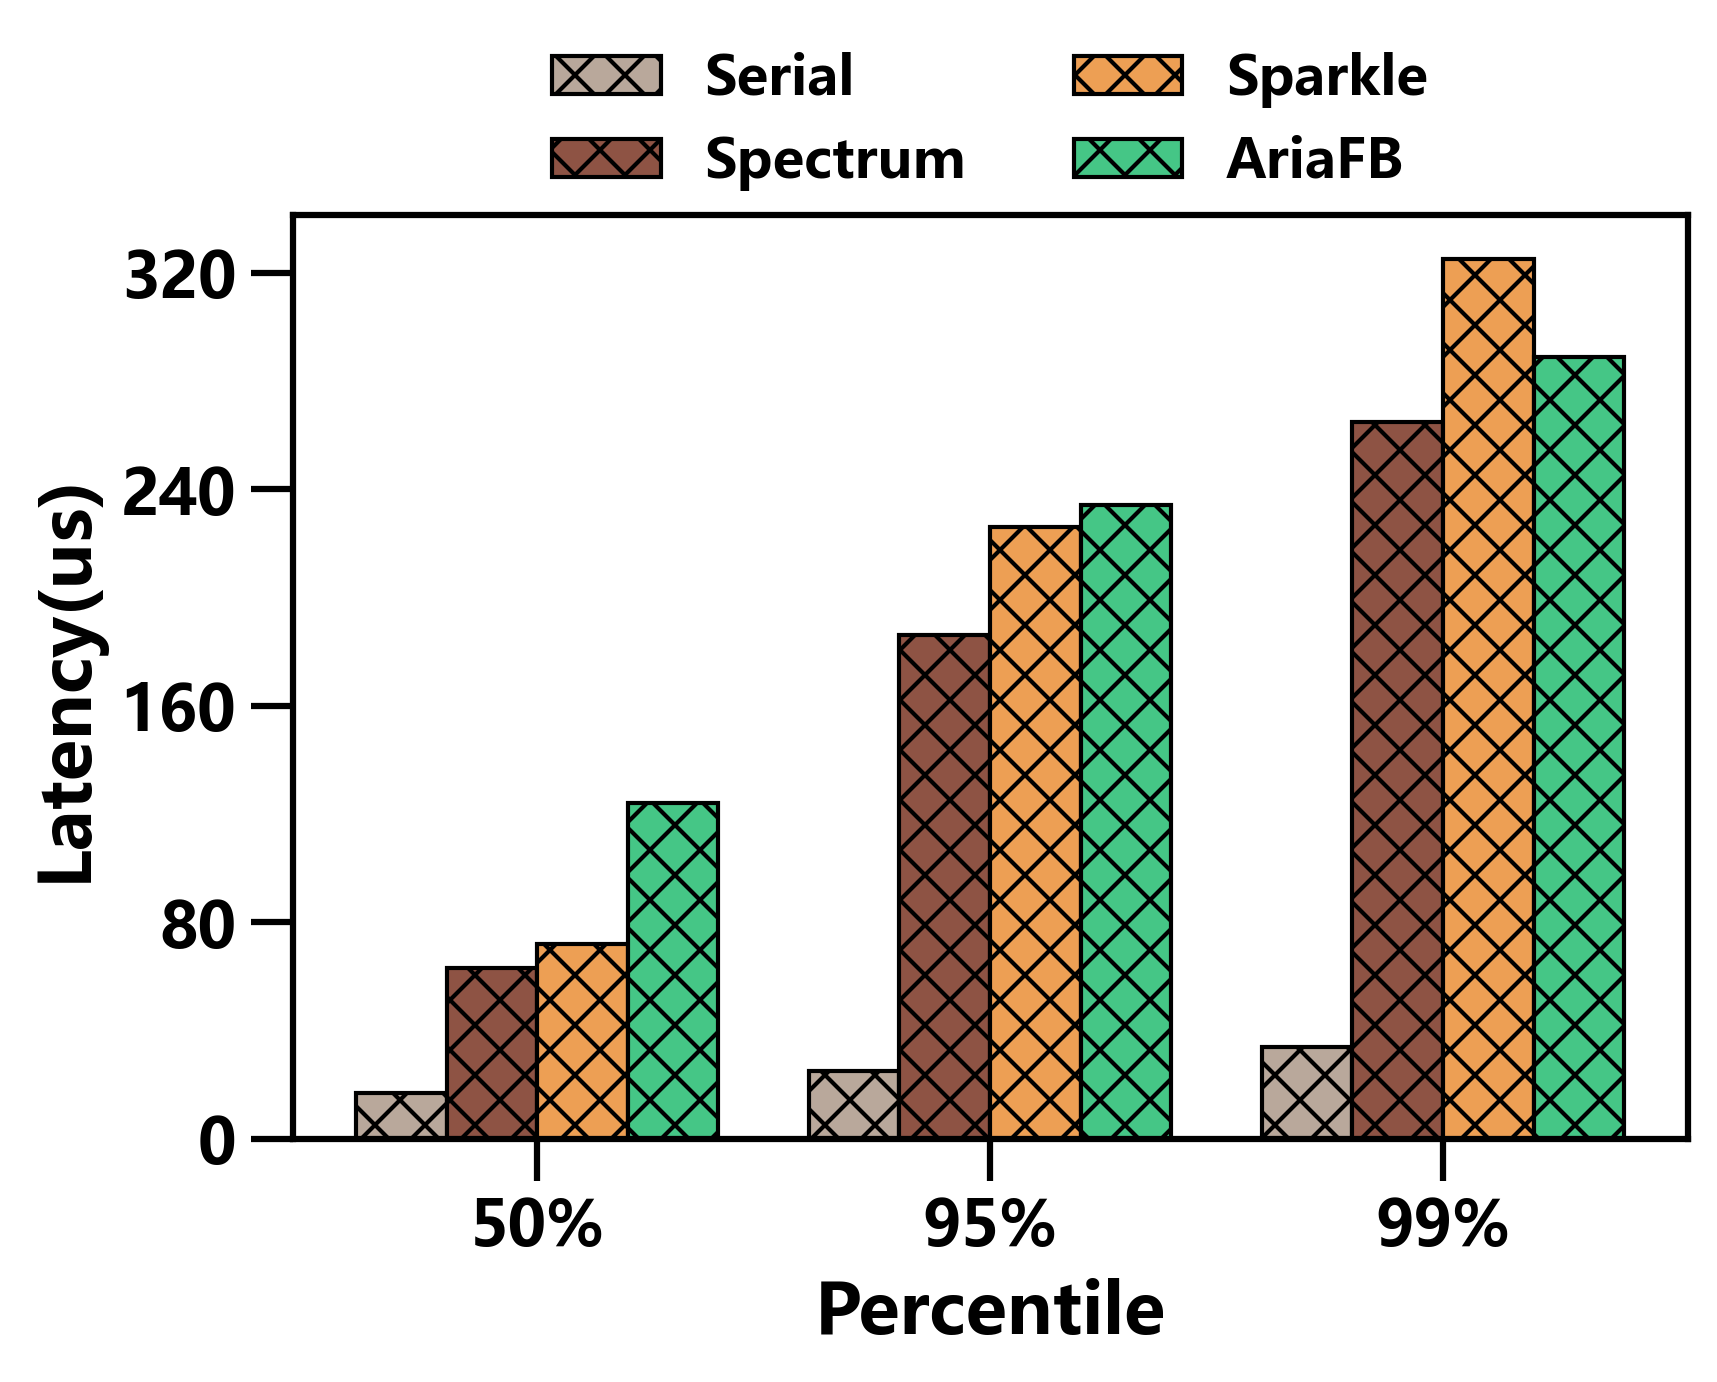 Serial
Sparkle
Spectrum
AriaFB
Latency(us)
320
240
160
80
0
50%
95%
99%
Percentile